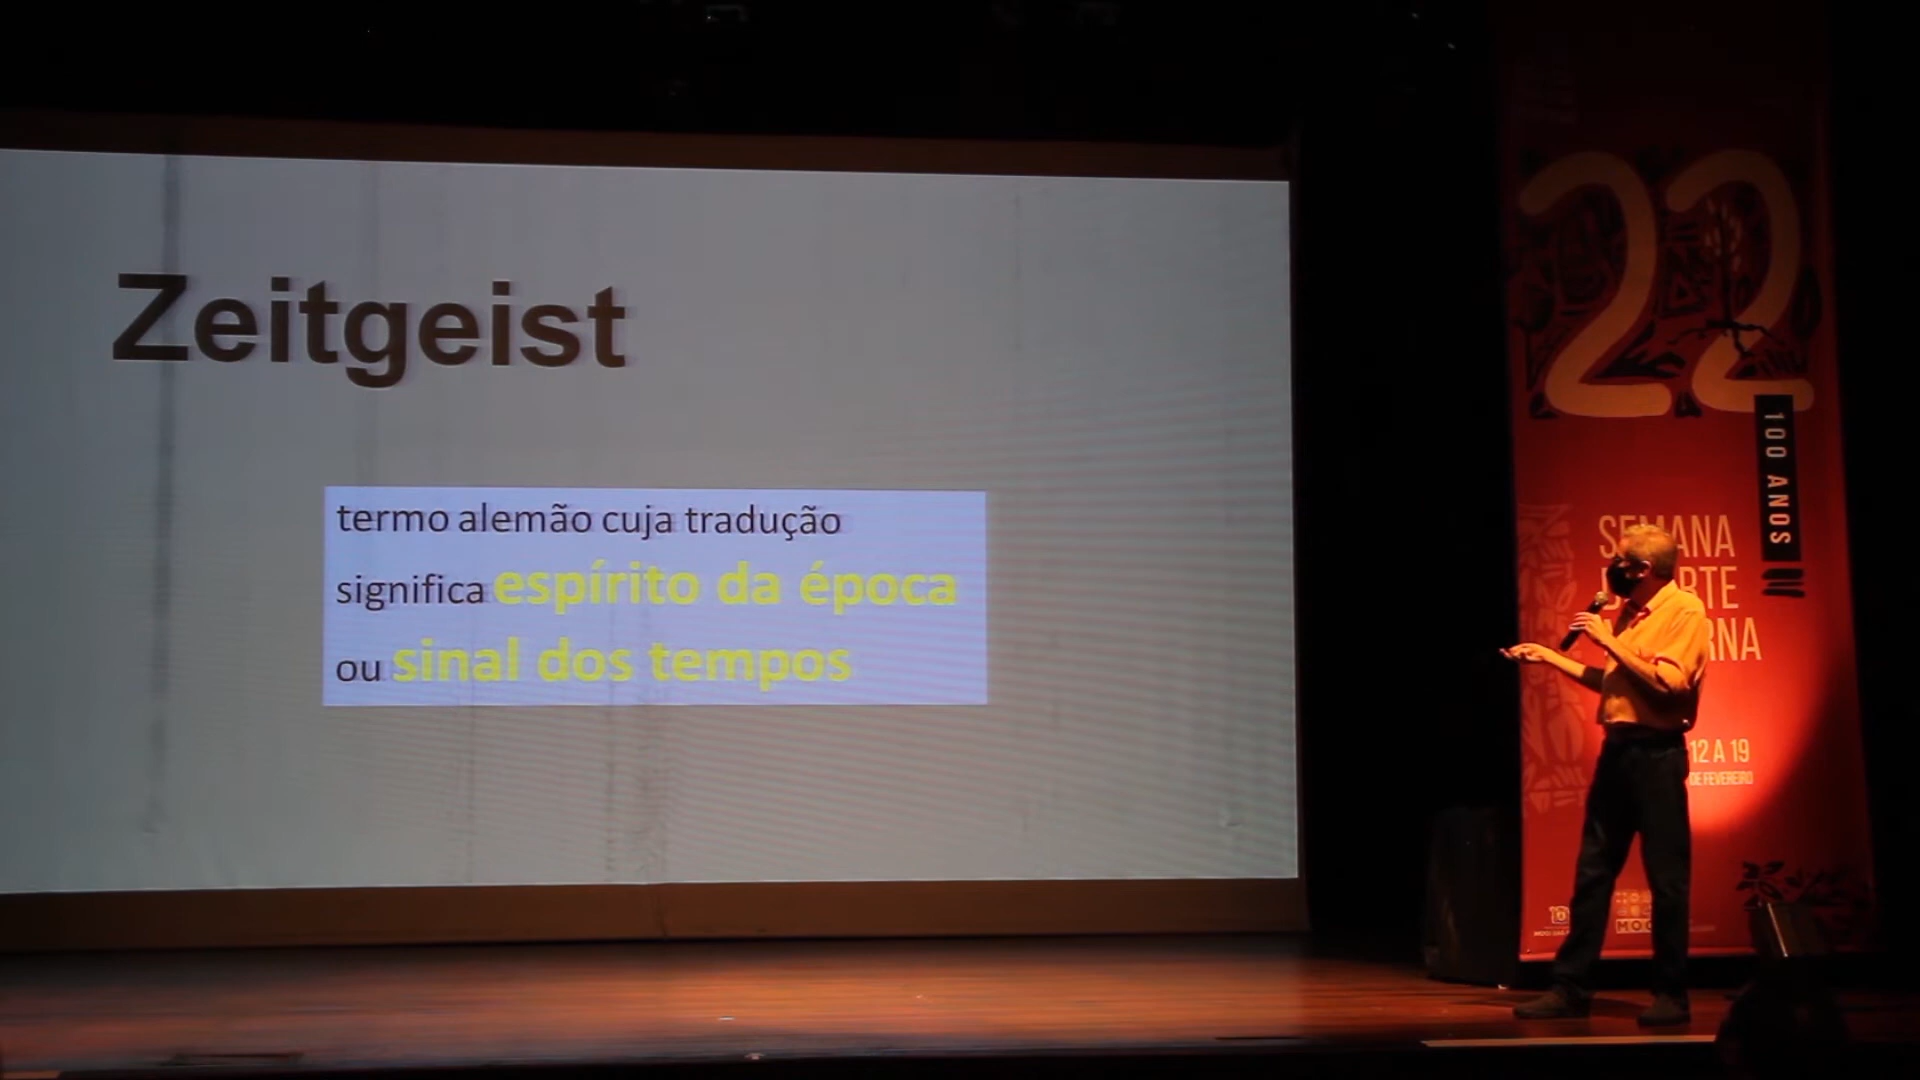 Zeitgeist
termo alemão cuja tradução
significa espírito da época
ou sinal dos tempos
22
100 ANOS
SEMANA
ARTE
12 A 19
DE FEVEREIRO